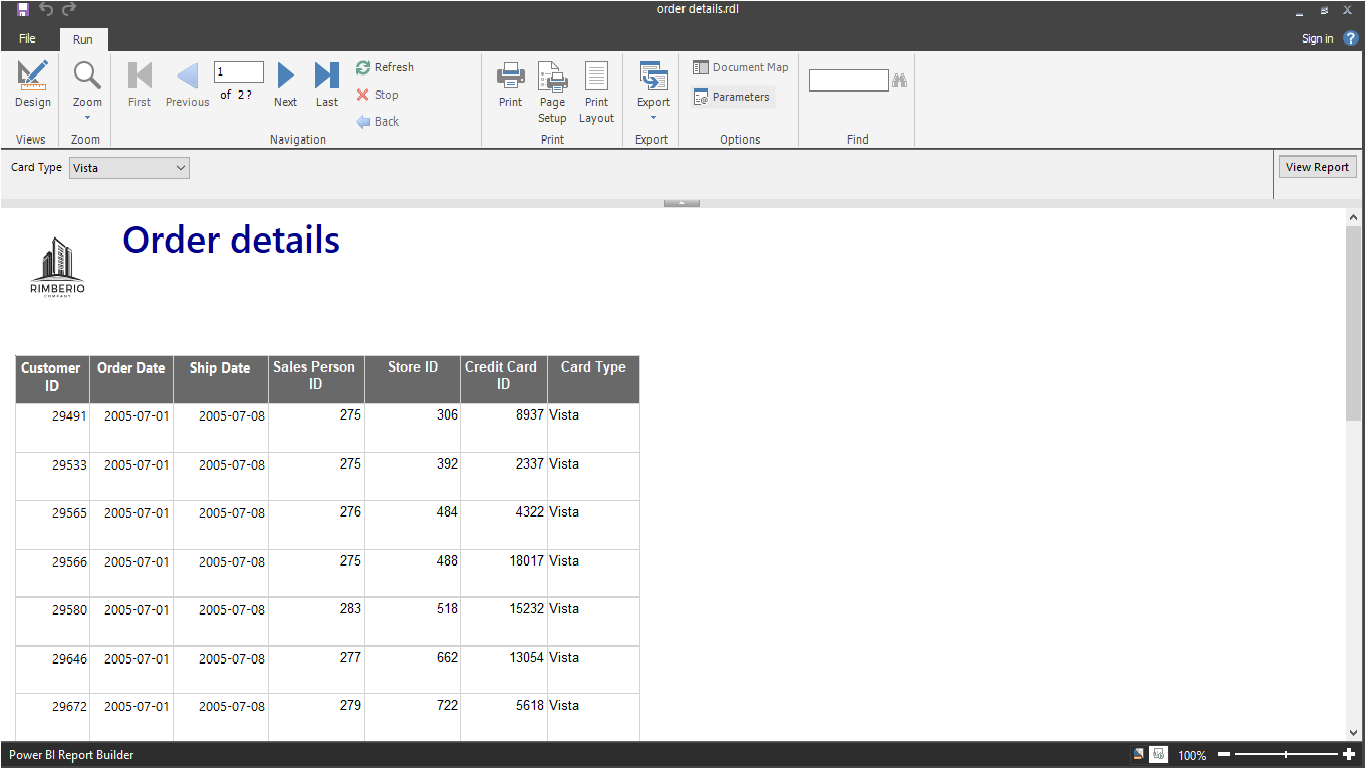 order details.rdl
File Run Sign in
Design Zoom First Previous 1 of 2? Next Last Refresh Stop Back Print Page Setup Print Layout Export Document Map Parameters
Views Zoom Navigation Print Export Options Find
Card Type Vista View Report
Order details
RIMBERIO
COMPANY
Customer ID Order Date Ship Date Sales Person ID Store ID Credit Card ID Card Type
29491 2005-07-01 2005-07-08 275 306 8937 Vista
29533 2005-07-01 2005-07-08 275 392 2337 Vista
29565 2005-07-01 2005-07-08 276 484 4322 Vista
29566 2005-07-01 2005-07-08 275 488 18017 Vista
29580 2005-07-01 2005-07-08 283 518 15232 Vista
29646 2005-07-01 2005-07-08 277 662 13054 Vista
29672 2005-07-01 2005-07-08 279 722 5618 Vista
Power BI Report Builder 100%